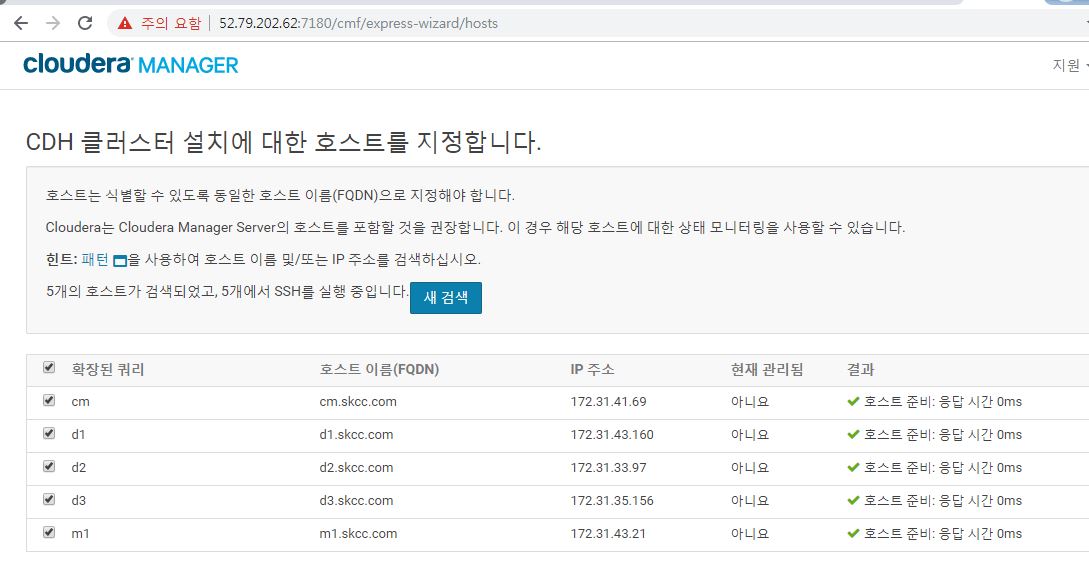 주의 요함 | 52.79.202.62:7180/cmf/express-wizard/hosts
cloudera MANAGER
지원
CDH 클러스터 설치에 대한 호스트를 지정합니다.
호스트는 식별할 수 있도록 동일한 호스트 이름(FQDN)으로 지정해야 합니다.
Cloudera는 Cloudera Manager Server의 호스트를 포함할 것을 권장합니다. 이 경우 해당 호스트에 대한 상태 모니터링을 사용할 수 있습니다.
힌트: 패턴 을 사용하여 호스트 이름 및/또는 IP 주소를 검색하십시오.
5개의 호스트가 검색되었고, 5개에서 SSH를 실행 중입니다. 새 검색
확장된 쿼리 호스트 이름(FQDN) IP 주소 현재 관리됨 결과
cm cm.skcc.com 172.31.41.69 아니요 호스트 준비: 응답 시간 0ms
d1 d1.skcc.com 172.31.43.160 아니요 호스트 준비: 응답 시간 0ms
d2 d2.skcc.com 172.31.33.97 아니요 호스트 준비: 응답 시간 0ms
d3 d3.skcc.com 172.31.35.156 아니요 호스트 준비: 응답 시간 0ms
m1 m1.skcc.com 172.31.43.21 아니요 호스트 준비: 응답 시간 0ms